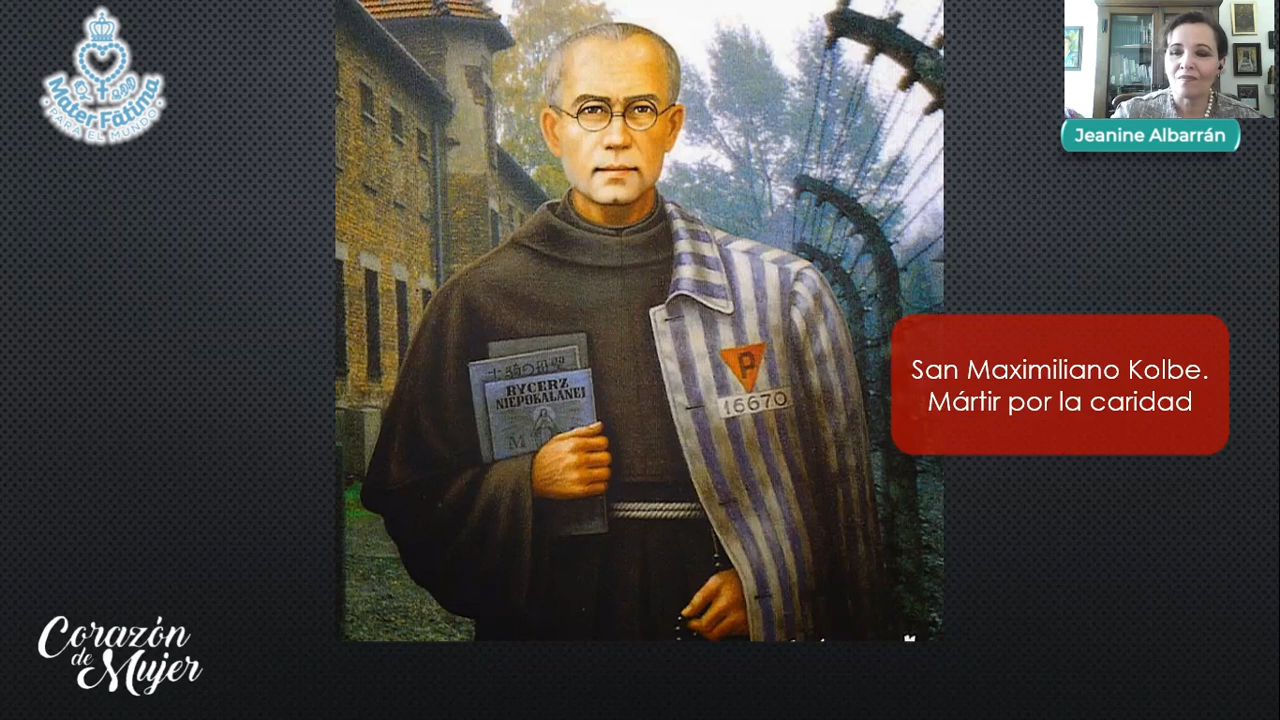 Mater Fatima
PARA EL MUNDO
Jeanine Albarrán
RYCERZ
NIEPOKALANEJ
M
P
16670
San Maximiliano Kolbe.
Mártir por la caridad
Corazón
de
Mujer